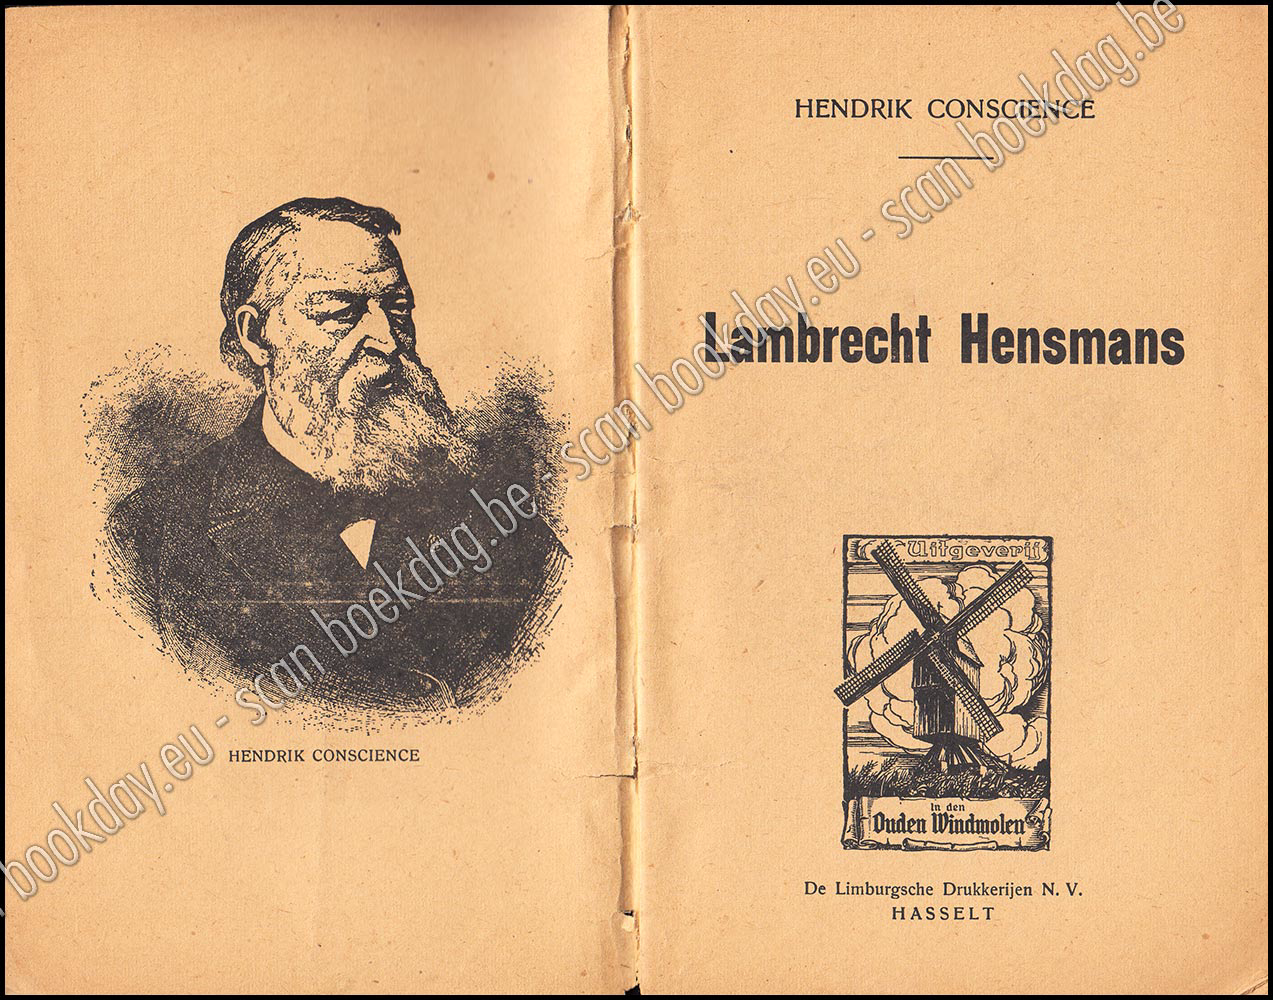 HENDRIK CONSCIENCE
HENDRIK CONSCIENCE
Lambrecht Hensmans
Uitgeverij
In den
Ouden Windmolen
De Limburgsche Drukkerijen N. V.
HASSELT
bookday.eu - scan boekdag.be - scan bookday.eu - scan boekdag.be